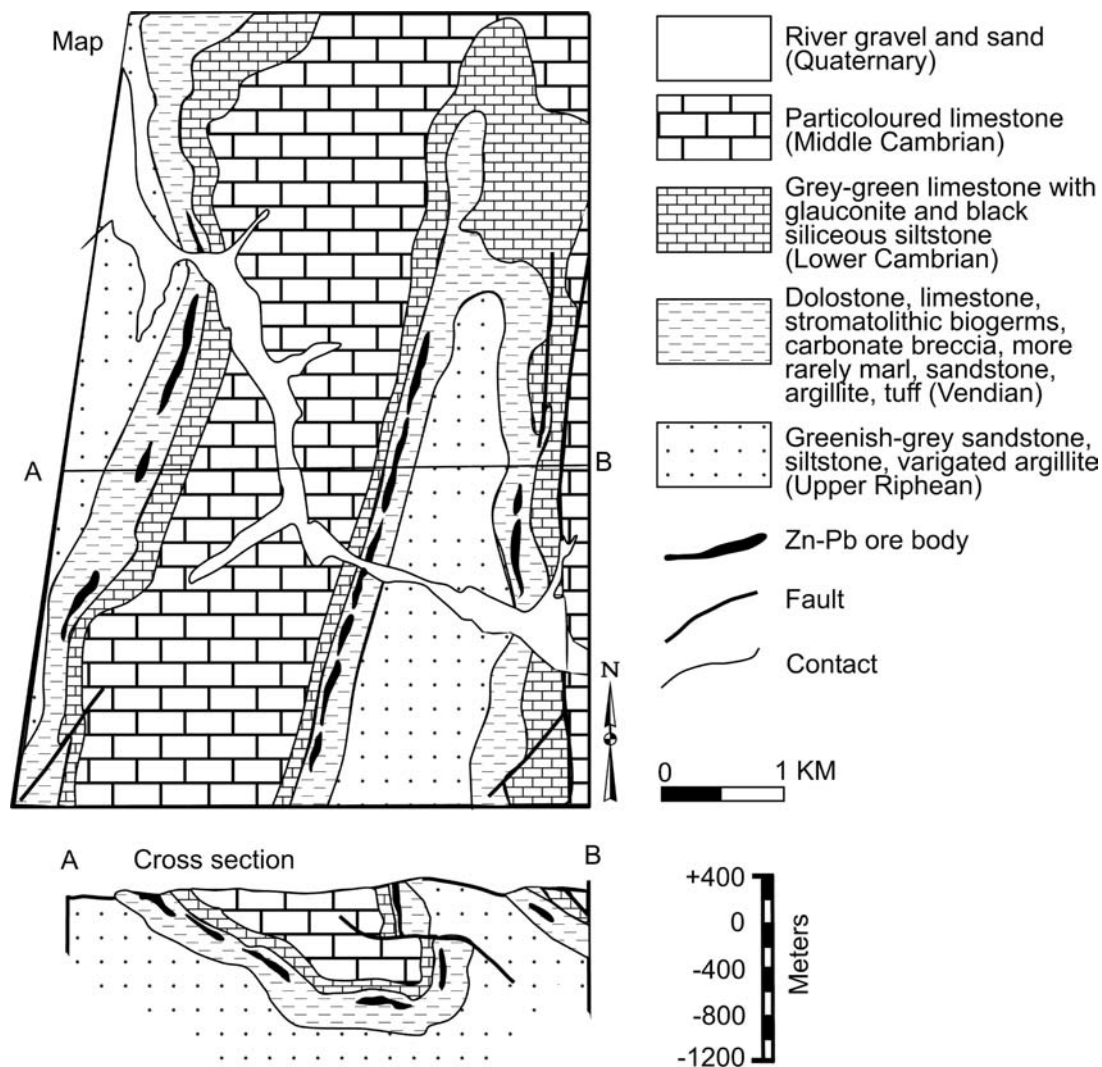 Map
A
B
N
River gravel and sand
(Quaternary)
Particoloured limestone
(Middle Cambrian)
Grey-green limestone with
glauconite and black
siliceous siltstone
(Lower Cambrian)
Dolostone, limestone,
stromatolithic biogerms,
carbonate breccia, more
rarely marl, sandstone,
argillite, tuff (Vendian)
Greenish-grey sandstone,
siltstone, varigated argillite
(Upper Riphean)
Zn-Pb ore body
Fault
Contact
0 1 KM
A Cross section B
+400
0
-400
-800
-1200
Meters